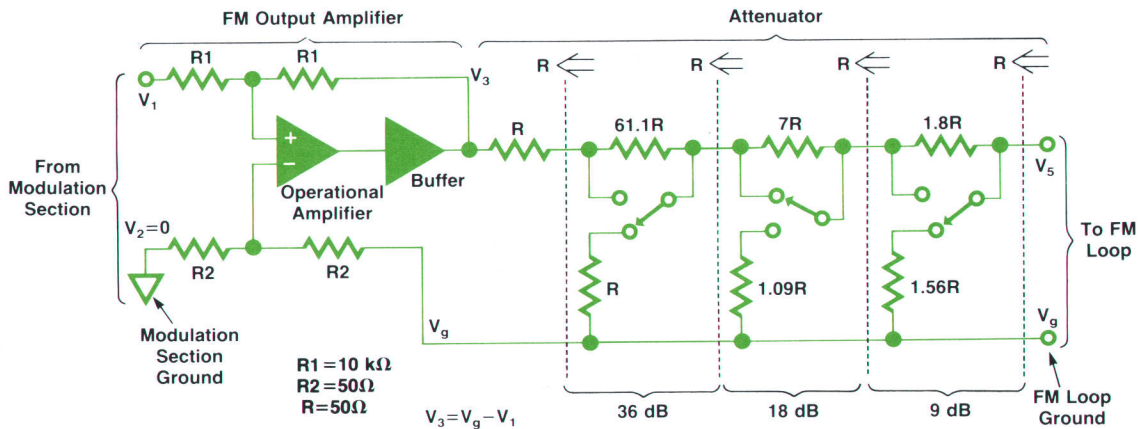 FM Output Amplifier
Attenuator
R1
R1
V1
V3
R
R
R
R
R
61.1R
7R
1.8R
V5
+
−
Operational
Amplifier
Buffer
From
Modulation
Section
V2=0
R2
R2
R
1.09R
1.56R
To FM
Loop
Vg
Vg
Modulation
Section
Ground
R1=10 kΩ
R2=50Ω
R=50Ω
V3=Vg−V1
36 dB
18 dB
9 dB
FM Loop
Ground